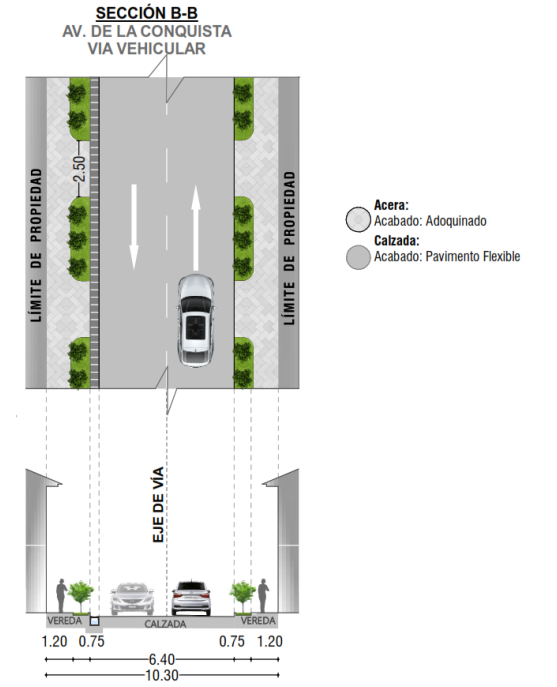 SECCIÓN B-B
AV. DE LA CONQUISTA
VIA VEHICULAR
2.50
LÍMITE DE PROPIEDAD
LÍMITE DE PROPIEDAD
Acera:
Acabado: Adoquinado
Calzada:
Acabado: Pavimento Flexible
EJE DE VÍA
VEREDA
CALZADA
VEREDA
1.20 0.75 0.75 1.20
6.40
10.30